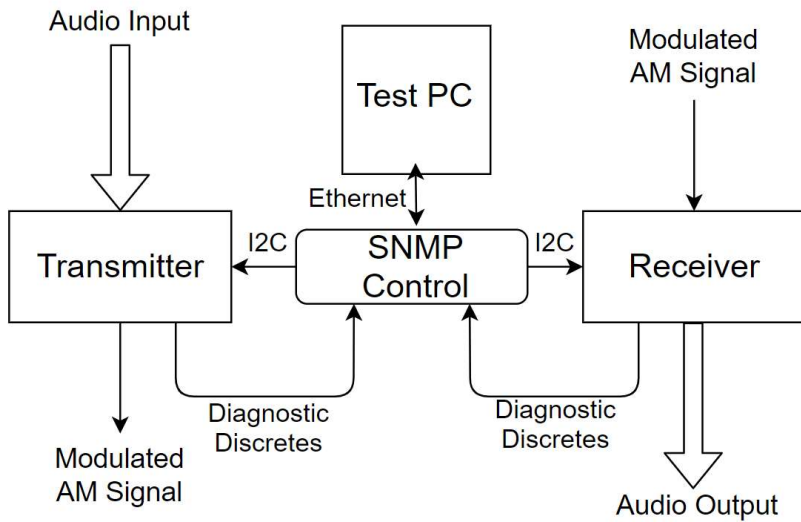 Audio Input
Modulated
AM Signal
Test PC
Ethernet
Transmitter
I2C
SNMP
Control
I2C
Receiver
Diagnostic
Discretes
Diagnostic
Discretes
Modulated
AM Signal
Audio Output